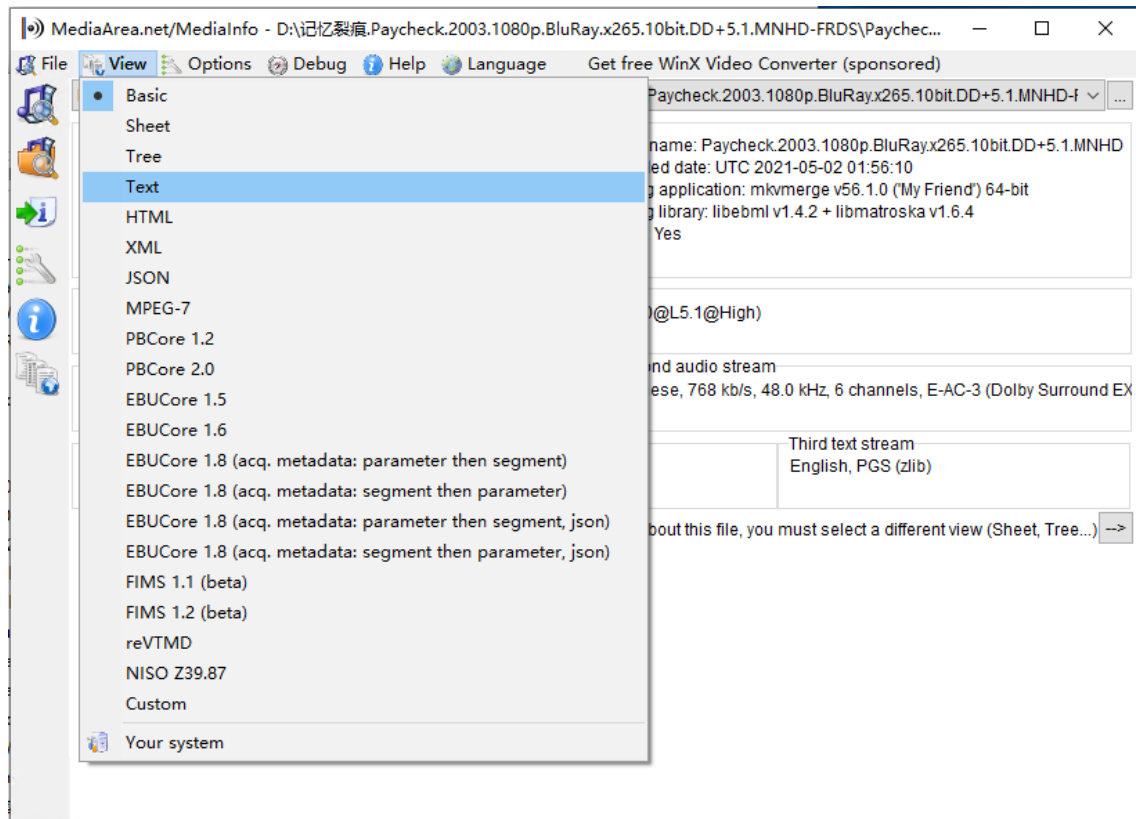 MediaArea.net/MediaInfo - D:\记忆裂痕.Paycheck.2003.1080p.BluRay.x265.10bit.DD+5.1.MNHD-FRDS\Paychec...
File View Options Debug Help Language Get free WinX Video Converter (sponsored)
Basic
Sheet
Tree
Text
HTML
XML
JSON
MPEG-7
PBCore 1.2
PBCore 2.0
EBUCore 1.5
EBUCore 1.6
EBUCore 1.8 (acq. metadata: parameter then segment)
EBUCore 1.8 (acq. metadata: segment then parameter)
EBUCore 1.8 (acq. metadata: parameter then segment, json)
EBUCore 1.8 (acq. metadata: segment then parameter, json)
FIMS 1.1 (beta)
FIMS 1.2 (beta)
reVTMD
NISO Z39.87
Custom
Your system
Paycheck.2003.1080p.BluRay.x265.10bit.DD+5.1.MNHD-F ...
name: Paycheck.2003.1080p.BluRay.x265.10bit.DD+5.1.MNHD
ed date: UTC 2021-05-02 01:56:10
g application: mkvmerge v56.1.0 ('My Friend') 64-bit
g library: libebml v1.4.2 + libmatroska v1.6.4
Yes
@L5.1@High)
nd audio stream
ese, 768 kb/s, 48.0 kHz, 6 channels, E-AC-3 (Dolby Surround EX
Third text stream
English, PGS (zlib)
bout this file, you must select a different view (Sheet, Tree...) -->